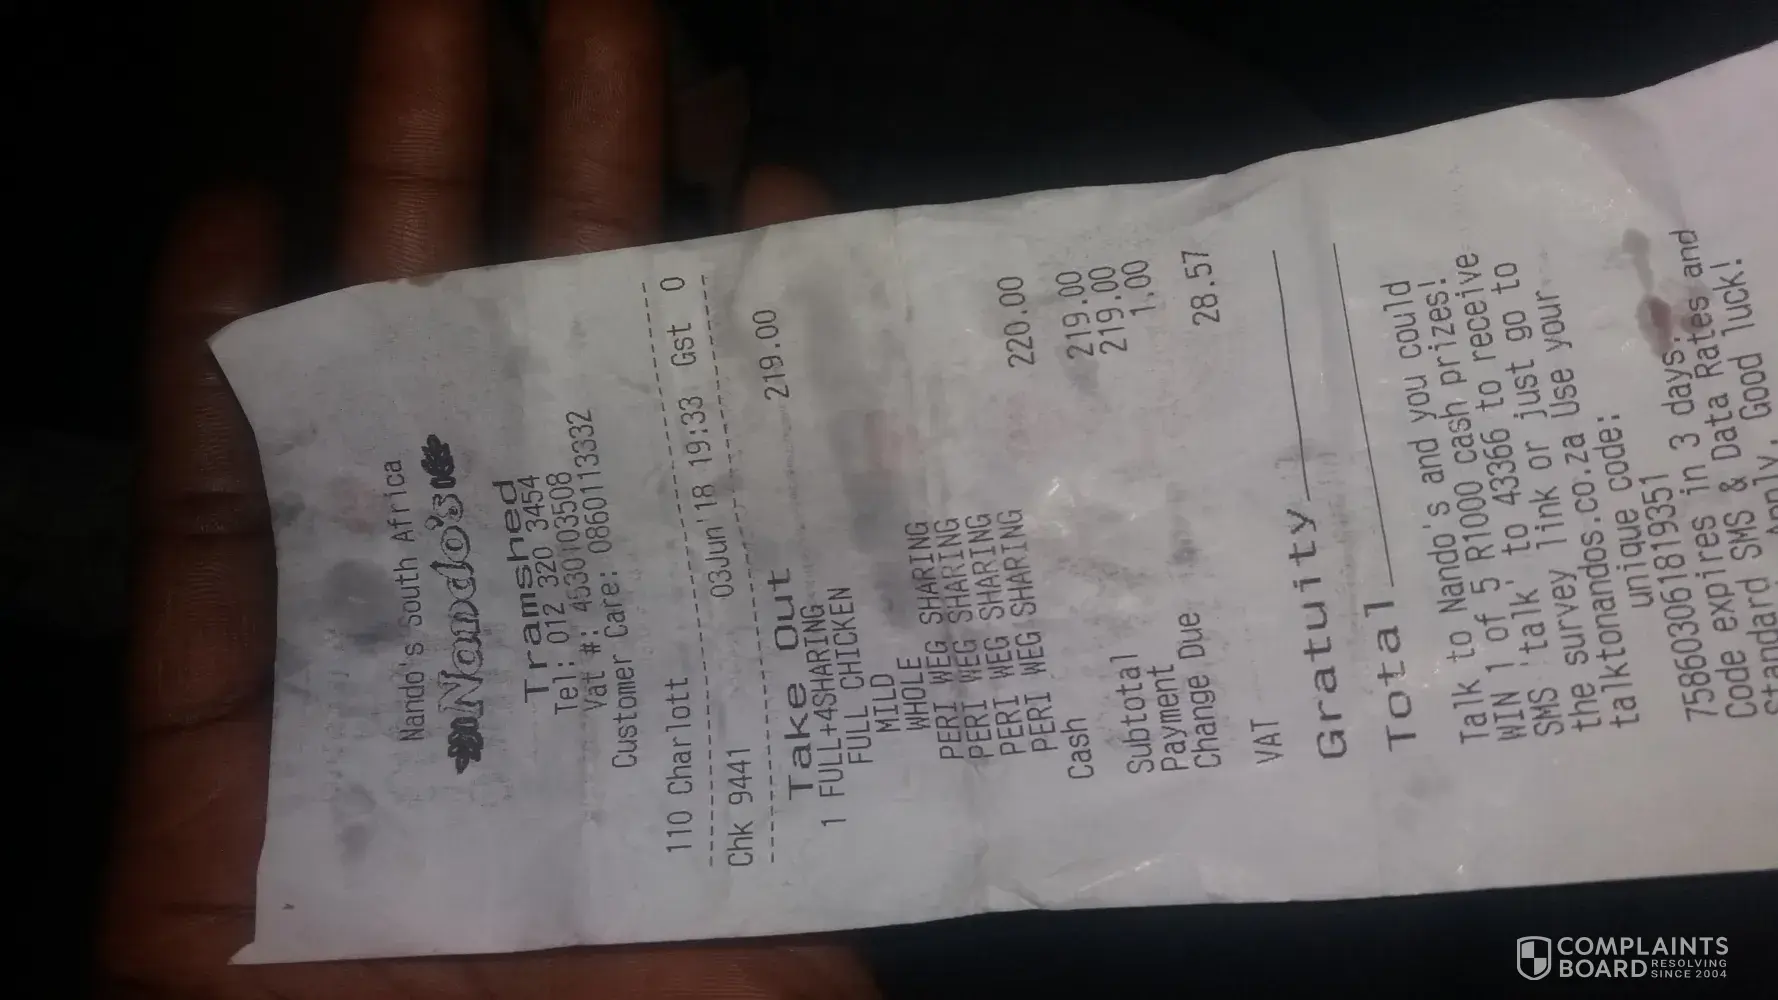 Nando's South Africa
Nando's
Tramshed
Tel: 012 320 3454
Vat #: 4530103508
Customer Care: 0860113332
110 Charlott
Chk 9441 03Jun'18 19:33 Gst 0
Take Out
1 FULL+4SHARING 219.00
FULL CHICKEN
MILD
WHOLE
PERI WEG SHARING
PERI WEG SHARING
PERI WEG SHARING
PERI WEG SHARING
Cash 220.00
Subtotal 219.00
Payment 219.00
Change Due 1.00
VAT 28.57
Gratuity
Total
Talk to Nando's and you could
WIN 1 of 5 R1000 cash prizes!
SMS 'talk' to 43366 to receive
the survey link or just go to
talktonandos.co.za Use your
unique code:
758603061819351
Code expires in 3 days.
Standard SMS & Data Rates and
Apply. Good luck!
COMPLAINTS
BOARD RESOLVING
SINCE 2004